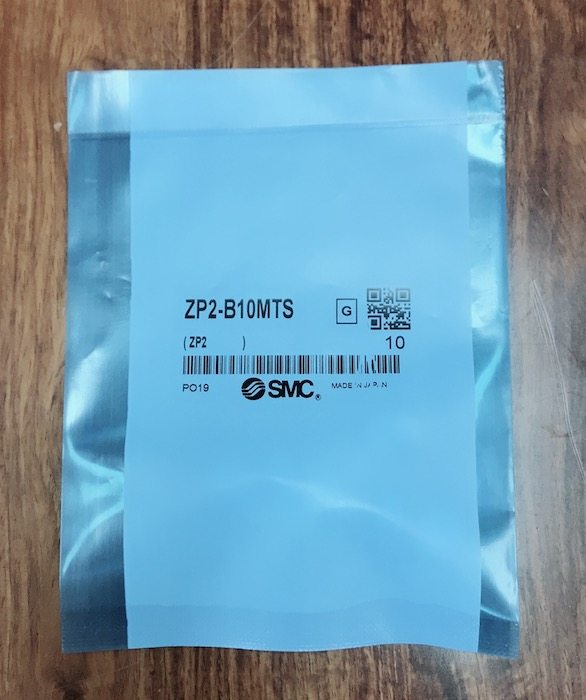 ZP2-B10MTS G
(ZP2 ) 10
PO19 SMC® MADE IN JAPAN